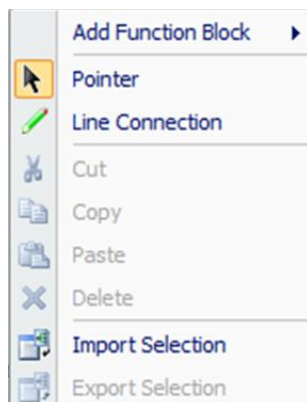 Add Function Block
Pointer
Line Connection
Cut
Copy
Paste
Delete
Import Selection
Export Selection